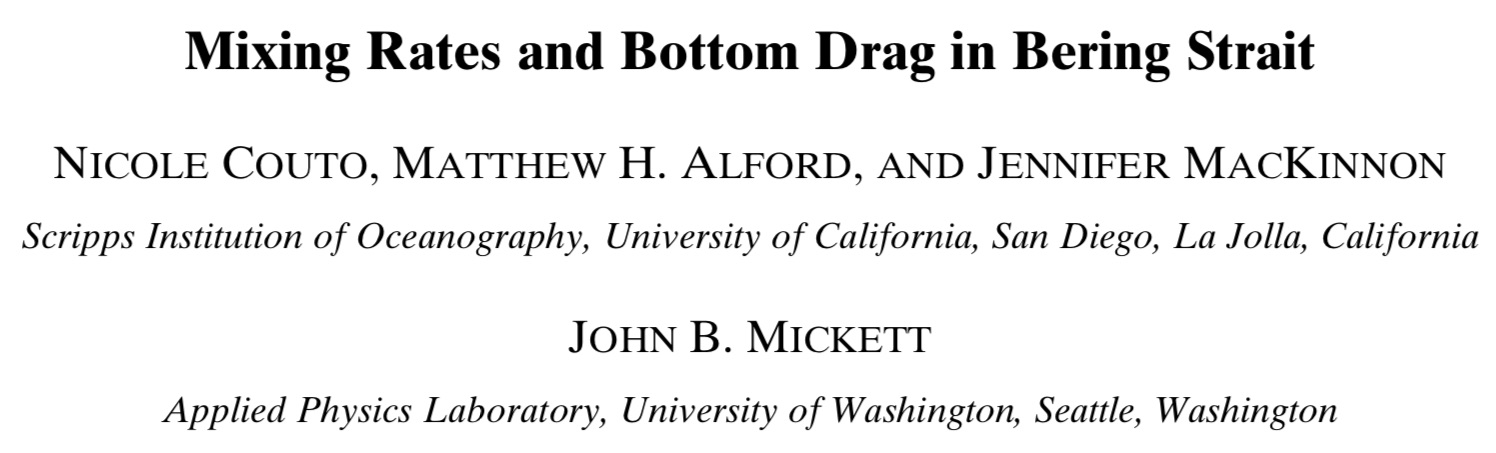 Mixing Rates and Bottom Drag in Bering Strait
NICOLE COUTO, MATTHEW H. ALFORD, AND JENNIFER MACKINNON
Scripps Institution of Oceanography, University of California, San Diego, La Jolla, California
JOHN B. MICKETT
Applied Physics Laboratory, University of Washington, Seattle, Washington